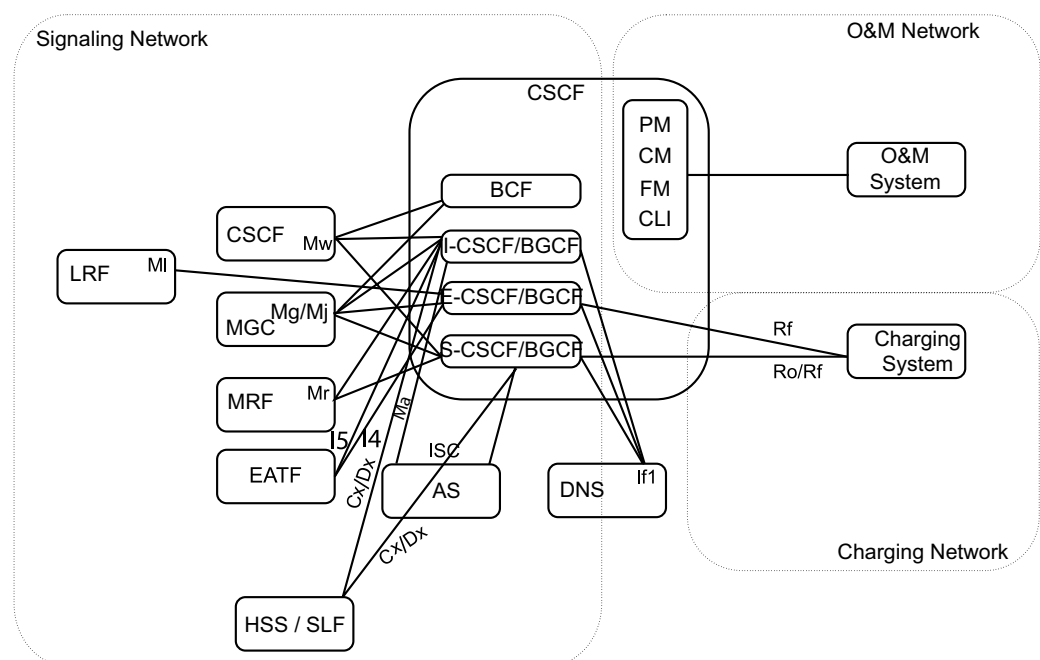 Signaling Network
O&M Network
CSCF
PM
CM
FM
CLI
O&M
System
BCF
CSCF
Mw
I-CSCF/BGCF
LRF
Ml
E-CSCF/BGCF
MGC
Mg/Mj
Rf
S-CSCF/BGCF
Charging
System
Ro/Rf
MRF
Mr
Ma
I5
I4
ISC
EATF
Cx/Dx
AS
DNS
If1
Cx/Dx
Charging Network
HSS / SLF